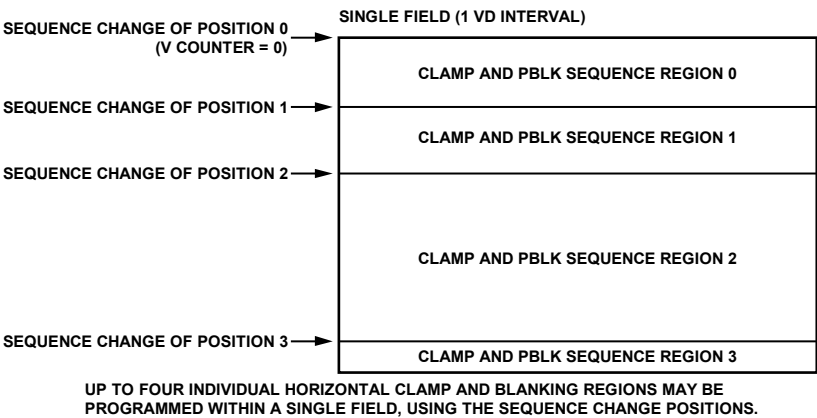 SINGLE FIELD (1 VD INTERVAL)
SEQUENCE CHANGE OF POSITION 0
(V COUNTER = 0)
CLAMP AND PBLK SEQUENCE REGION 0
SEQUENCE CHANGE OF POSITION 1
CLAMP AND PBLK SEQUENCE REGION 1
SEQUENCE CHANGE OF POSITION 2
CLAMP AND PBLK SEQUENCE REGION 2
SEQUENCE CHANGE OF POSITION 3
CLAMP AND PBLK SEQUENCE REGION 3
UP TO FOUR INDIVIDUAL HORIZONTAL CLAMP AND BLANKING REGIONS MAY BE
PROGRAMMED WITHIN A SINGLE FIELD, USING THE SEQUENCE CHANGE POSITIONS.